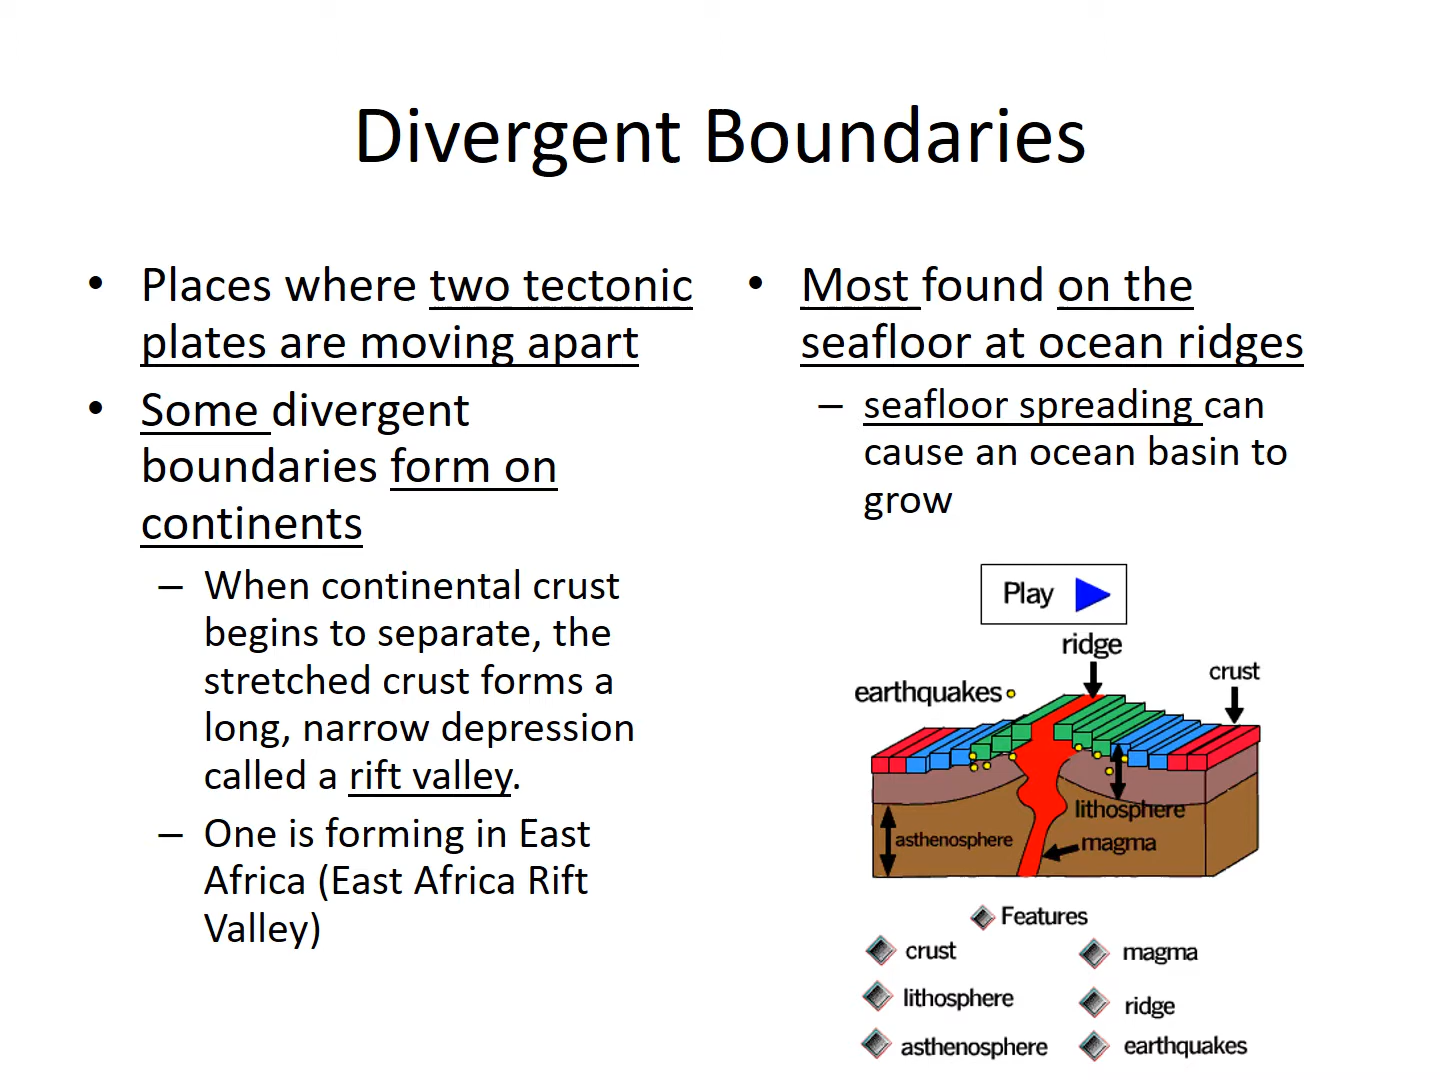 Divergent Boundaries
• Places where two tectonic
plates are moving apart
• Some divergent
boundaries form on
continents
– When continental crust
begins to separate, the
stretched crust forms a
long, narrow depression
called a rift valley.
– One is forming in East
Africa (East Africa Rift
Valley)
• Most found on the
seafloor at ocean ridges
– seafloor spreading can
cause an ocean basin to
grow
Play
ridge
crust
earthquakes
lithosphere
asthenosphere
magma
Features
crust
magma
lithosphere
ridge
asthenosphere
earthquakes